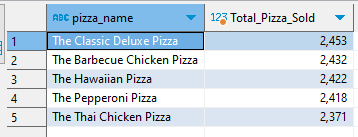 ABC pizza_name 123 Total_Pizza_Sold
1 The Classic Deluxe Pizza 2,453
2 The Barbecue Chicken Pizza 2,432
3 The Hawaiian Pizza 2,422
4 The Pepperoni Pizza 2,418
5 The Thai Chicken Pizza 2,371